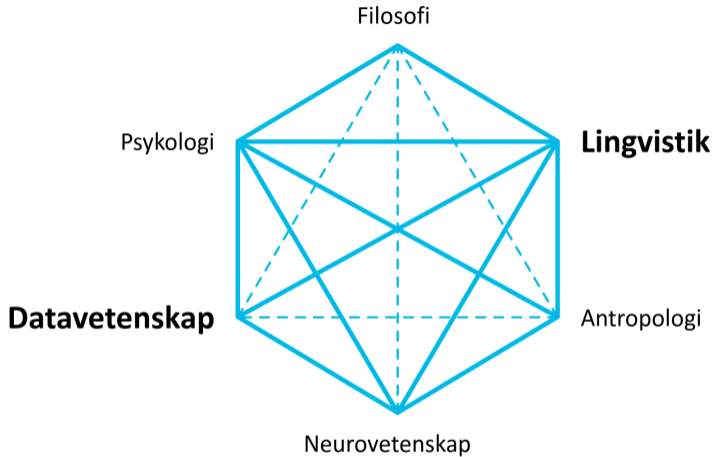 Filosofi
Psykologi
Lingvistik
Datavetenskap
Antropologi
Neurovetenskap